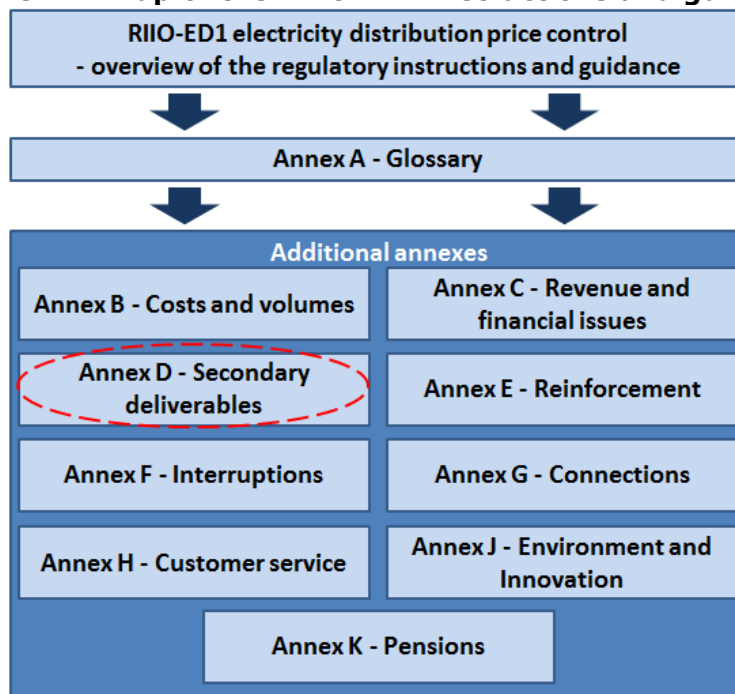 RIIO-ED1 electricity distribution price control
- overview of the regulatory instructions and guidance
Annex A - Glossary
Additional annexes
Annex B - Costs and volumes
Annex C - Revenue and
financial issues
Annex D - Secondary
deliverables
Annex E - Reinforcement
Annex F - Interruptions
Annex G - Connections
Annex H - Customer service
Annex J - Environment and
Innovation
Annex K - Pensions